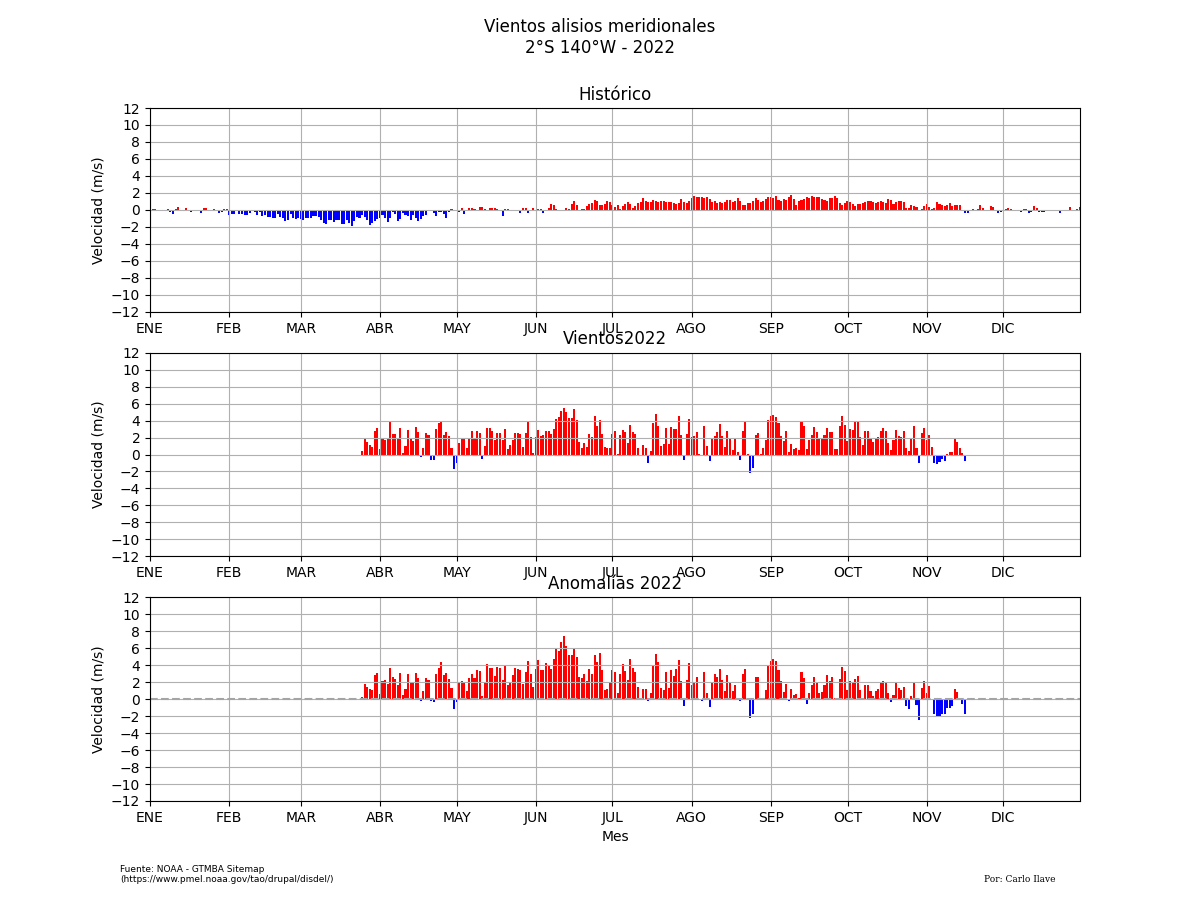 Vientos alisios meridionales
2°S 140°W - 2022
Histórico
12
10
8
6
4
2
0
−2
−4
−6
−8
−10
−12
Velocidad (m/s)
ENE FEB MAR ABR MAY JUN JUL AGO SEP OCT NOV DIC
Vientos2022
12
10
8
6
4
2
0
−2
−4
−6
−8
−10
−12
Velocidad (m/s)
ENE FEB MAR ABR MAY JUN JUL AGO SEP OCT NOV DIC
Anomalías 2022
12
10
8
6
4
2
0
−2
−4
−6
−8
−10
−12
Velocidad (m/s)
ENE FEB MAR ABR MAY JUN JUL AGO SEP OCT NOV DIC
Mes
Fuente: NOAA - GTMBA Sitemap
(https://www.pmel.noaa.gov/tao/drupal/disdel/)
Por: Carlo Ilave